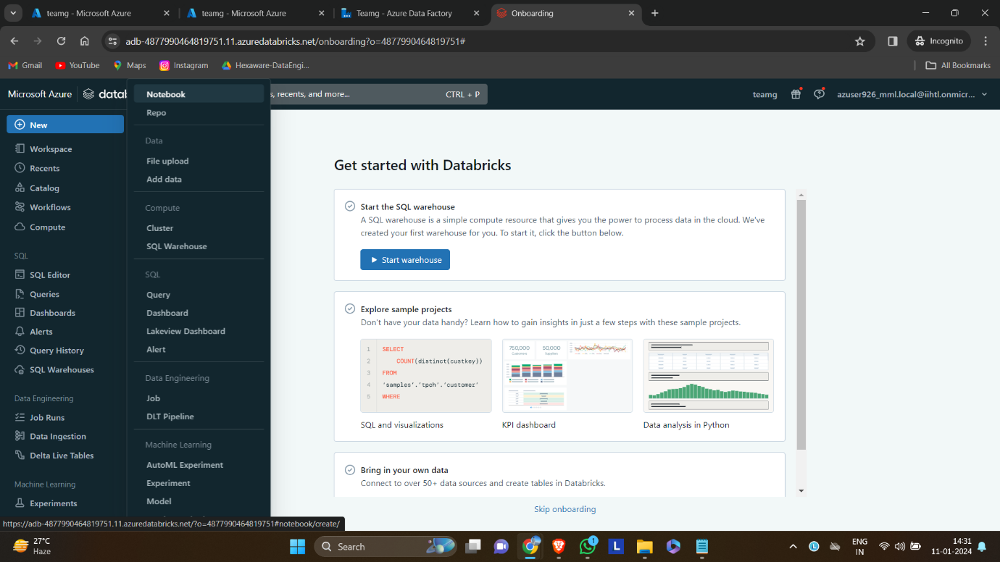 teamg - Microsoft Azure
teamg - Microsoft Azure
Teamg - Azure Data Factory
Onboarding
adb-4877990464819751.11.azuredatabricks.net/onboarding?o=4877990464819751#
Incognito
Gmail
YouTube
Maps
Instagram
Hexaware-DataEngi...
All Bookmarks
Microsoft Azure
datab
s, recents, and more...
CTRL + P
teamg
azuser926_mml.local@iihtl.onmicr...
New
Workspace
Recents
Catalog
Workflows
Compute
SQL
SQL Editor
Queries
Dashboards
Alerts
Query History
SQL Warehouses
Data Engineering
Job Runs
Data Ingestion
Delta Live Tables
Machine Learning
Experiments
Notebook
Repo
Data
File upload
Add data
Compute
Cluster
SQL Warehouse
SQL
Query
Dashboard
Lakeview Dashboard
Alert
Data Engineering
Job
DLT Pipeline
Machine Learning
AutoML Experiment
Experiment
Model
Get started with Databricks
Start the SQL warehouse
A SQL warehouse is a simple compute resource that gives you the power to process data in the cloud. We've
created your first warehouse for you. To start it, click the button below.
Start warehouse
Explore sample projects
Don't have your data handy? Learn how to gain insights in just a few steps with these sample projects.
1 SELECT
2 COUNT(distinct(custkey))
3 FROM
4 'samples'.'tpch'.'customer'
5 WHERE
750,000
Customers
50,000
Suppliers
SQL and visualizations
KPI dashboard
Data analysis in Python
Bring in your own data
Connect to over 50+ data sources and create tables in Databricks.
Skip onboarding
https://adb-4877990464819751.11.azuredatabricks.net/?o=4877990464819751#notebook/create/
27°C
Haze
Search
1
L
L
ENG
IN
14:31
11-01-2024